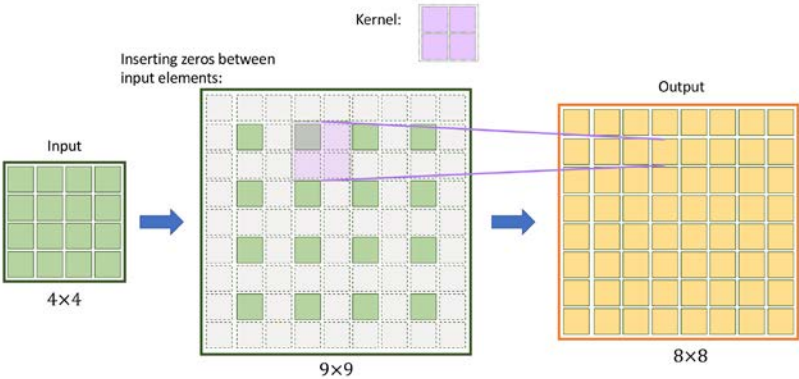 Kernel:
Inserting zeros between
input elements:
Output
Input
4×4
9×9
8×8